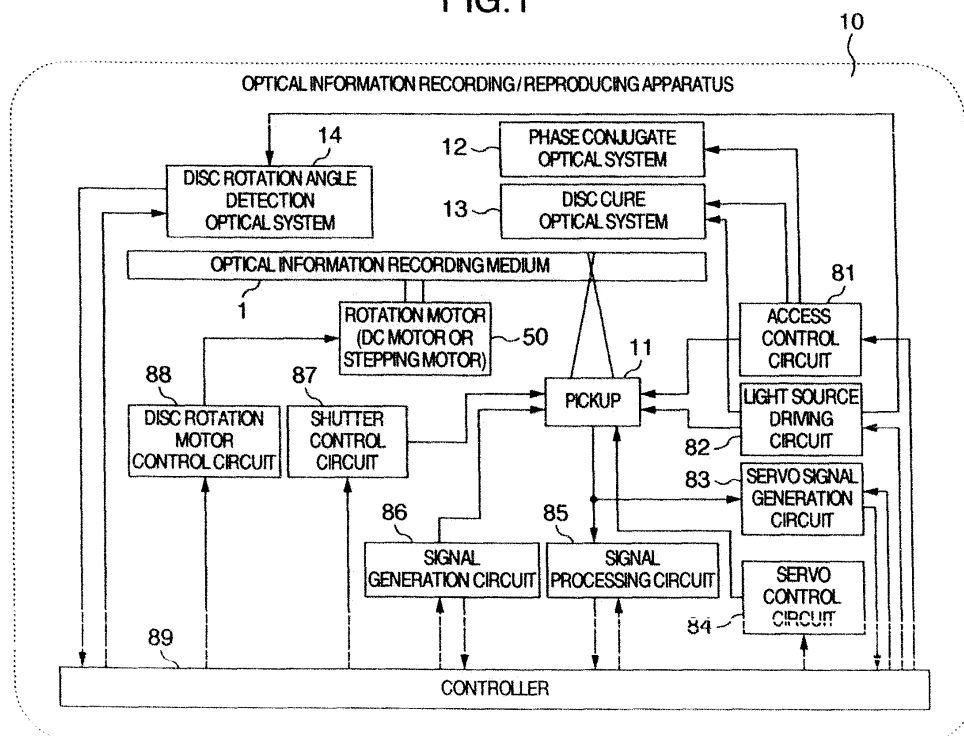 FIG.1
10
OPTICAL INFORMATION RECORDING/REPRODUCING APPARATUS
14
DISC ROTATION ANGLE
DETECTION
OPTICAL SYSTEM
12
PHASE CONJUGATE
OPTICAL SYSTEM
13
DISC CURE
OPTICAL SYSTEM
OPTICAL INFORMATION RECORDING MEDIUM
1
ROTATION MOTOR
(DC MOTOR OR
STEPPING MOTOR)
50
11
PICKUP
81
ACCESS
CONTROL
CIRCUIT
88
DISC ROTATION
MOTOR
CONTROL CIRCUIT
87
SHUTTER
CONTROL
CIRCUIT
LIGHT SOURCE
DRIVING
CIRCUIT
82
83
SERVO SIGNAL
GENERATION
CIRCUIT
86
SIGNAL
GENERATION CIRCUIT
85
SIGNAL
PROCESSING CIRCUIT
SERVO
CONTROL
CIRCUIT
84
89
CONTROLLER